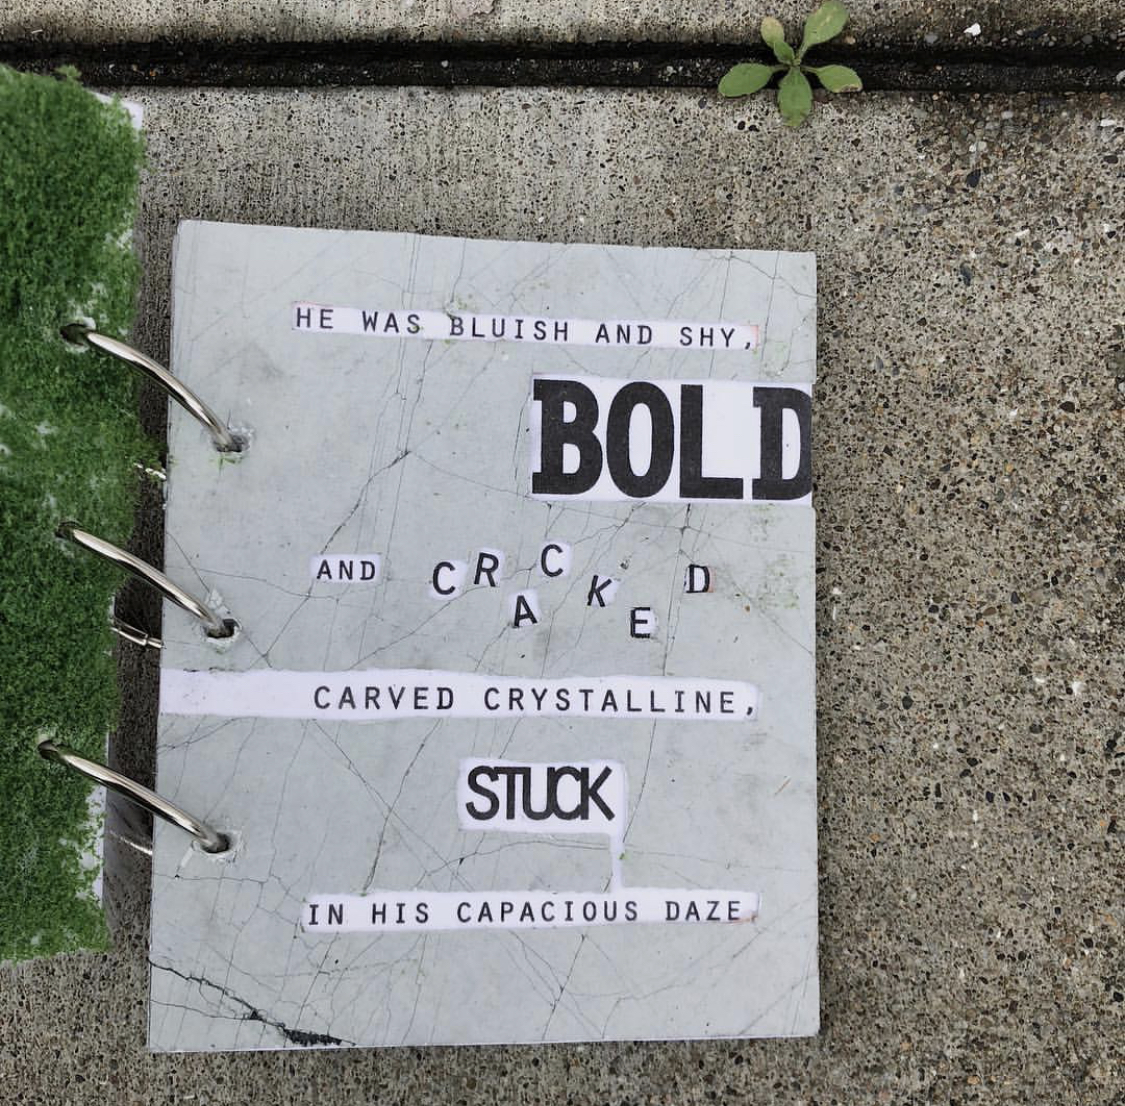 HE WAS BLUISH AND SHY,
BOLD
AND CRACKED
CARVED CRYSTALLINE,
STUCK
IN HIS CAPACIOUS DAZE